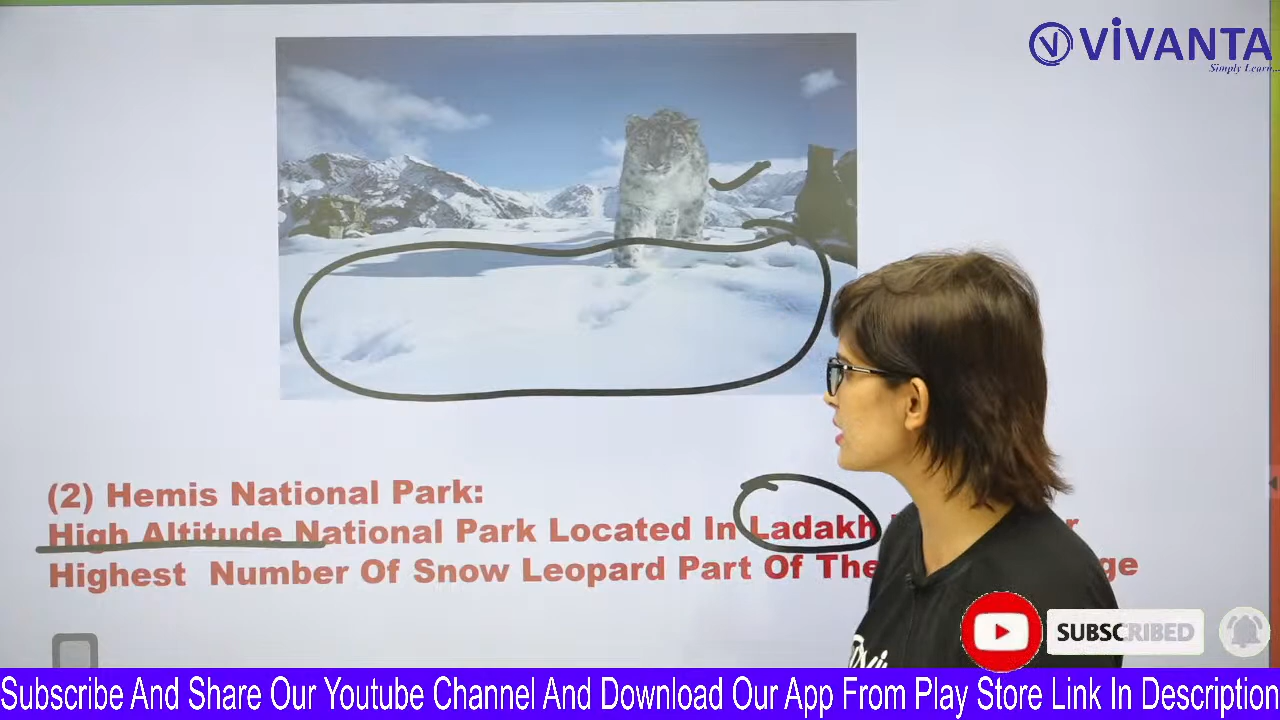 VİVANTA
Simply Learn...
(2) Hemis National Park:
High Altitude National Park Located In Ladakh
Highest Number Of Snow Leopard Part Of The
SUBSCRIBED
Subscribe And Share Our Youtube Channel And Download Our App From Play Store Link In Description